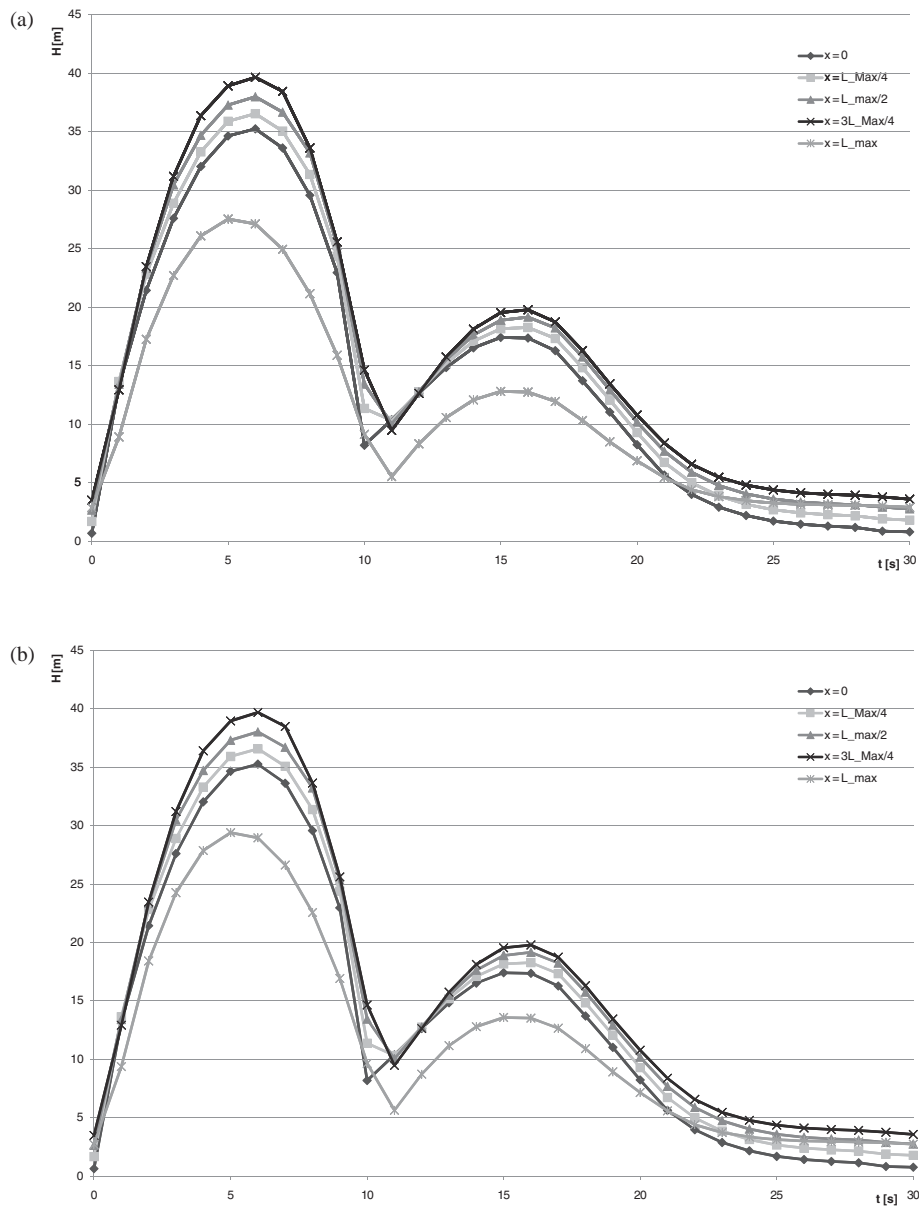 (a)
H [m]
45
40
35
30
25
20
15
10
5
0
0 5 10 15 20 25 30
t [s]
x = 0
x = L_Max/4
x = L_max/2
x = 3L_Max/4
x = L_max
(b)
H [m]
45
40
35
30
25
20
15
10
5
0
0 5 10 15 20 25 30
t [s]
x = 0
x = L_Max/4
x = L_max/2
x = 3L_Max/4
x = L_max